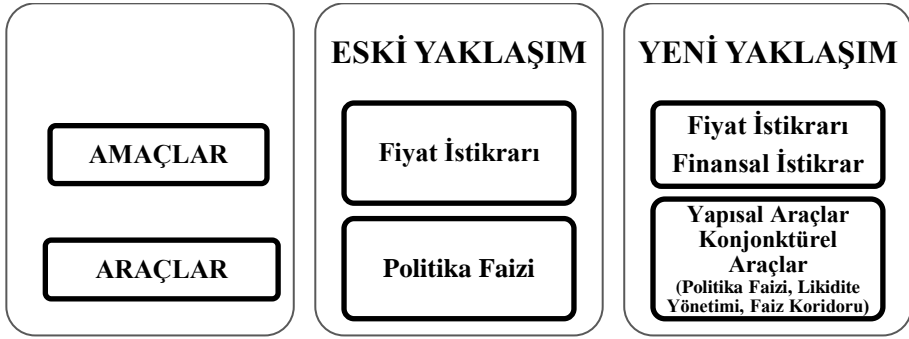 AMAÇLAR
ARAÇLAR
ESKİ YAKLAŞIM
Fiyat İstikrarı
Politika Faizi
YENİ YAKLAŞIM
Fiyat İstikrarı
Finansal İstikrar
Yapısal Araçlar
Konjonktürel
Araçlar
(Politika Faizi, Likidite
Yönetimi, Faiz Koridoru)